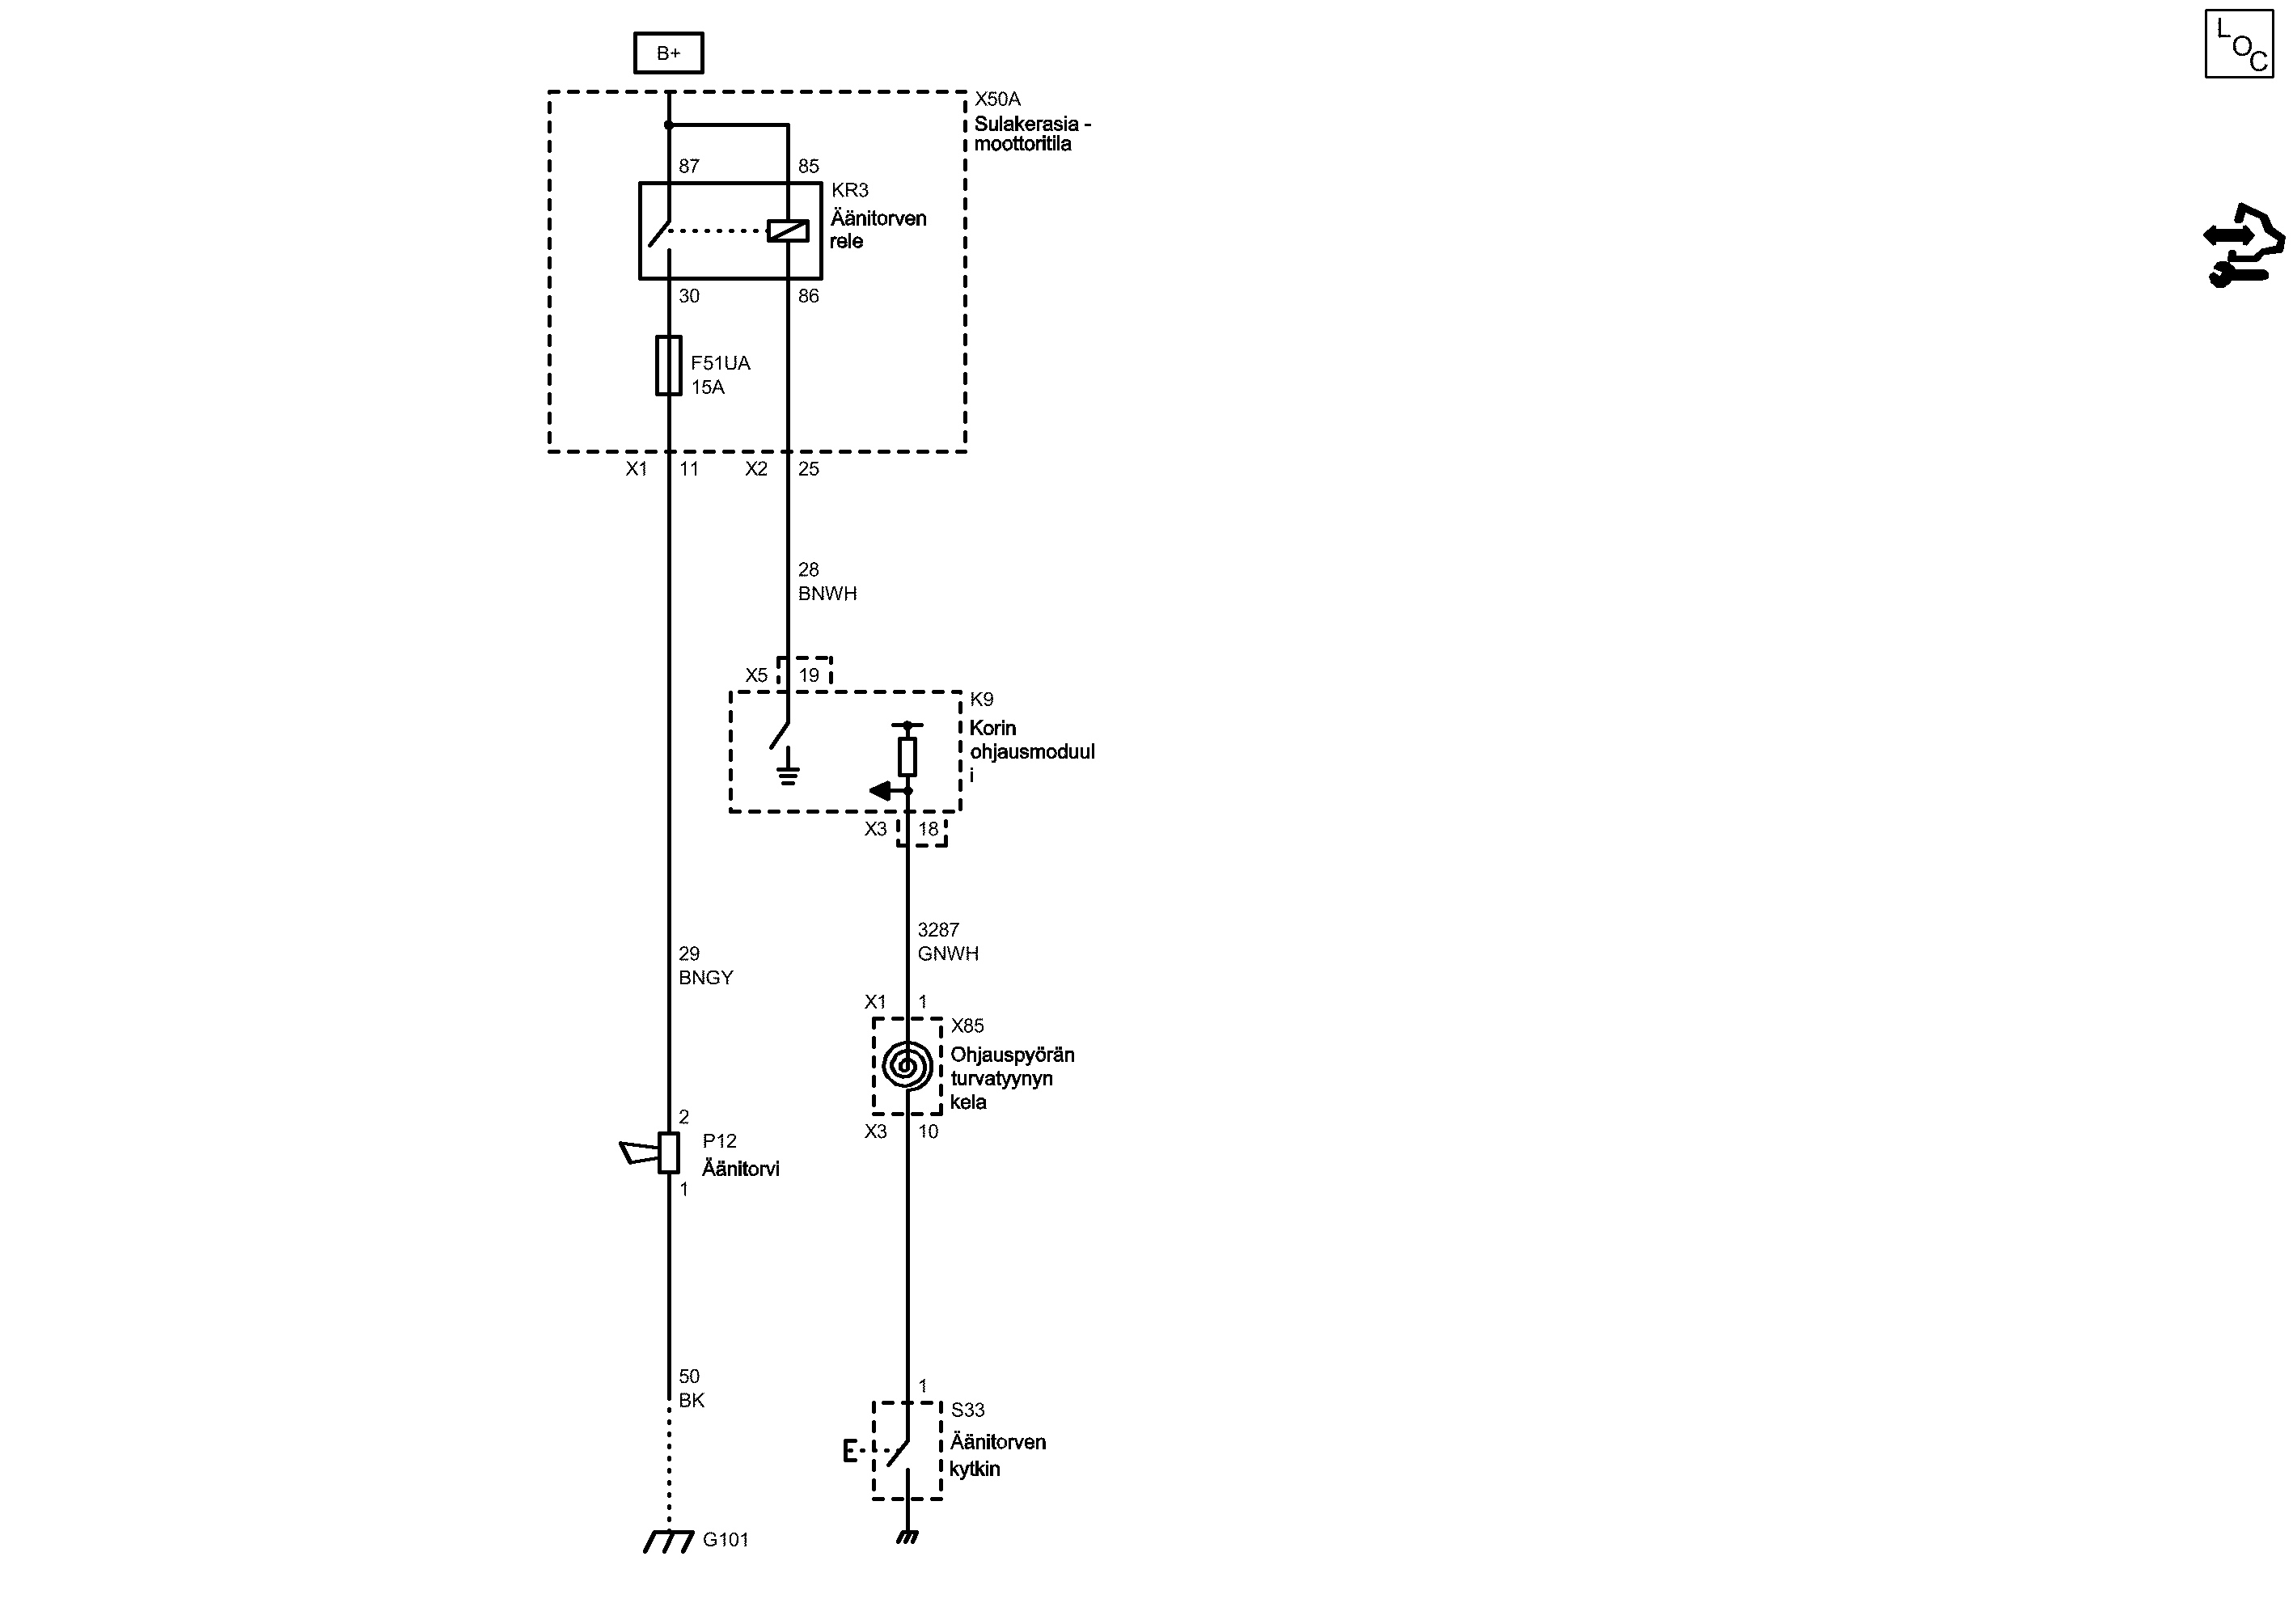 B+
L
O
C
X50A
Sulakerasia -
moottoritila
87
85
KR3
Äänitorven
rele
30
86
F51UA
15A
X1 11
X2 25
28
BNWH
X5 19
K9
Korin
ohjausmoduul
i
X3 18
3287
GNWH
29
BNGY
X1 1
X85
Ohjauspyörän
turvatyynyn
kela
X3 10
2
P12
Äänitorvi
1
50
BK
1
S33
Äänitorven
kytkin
G101